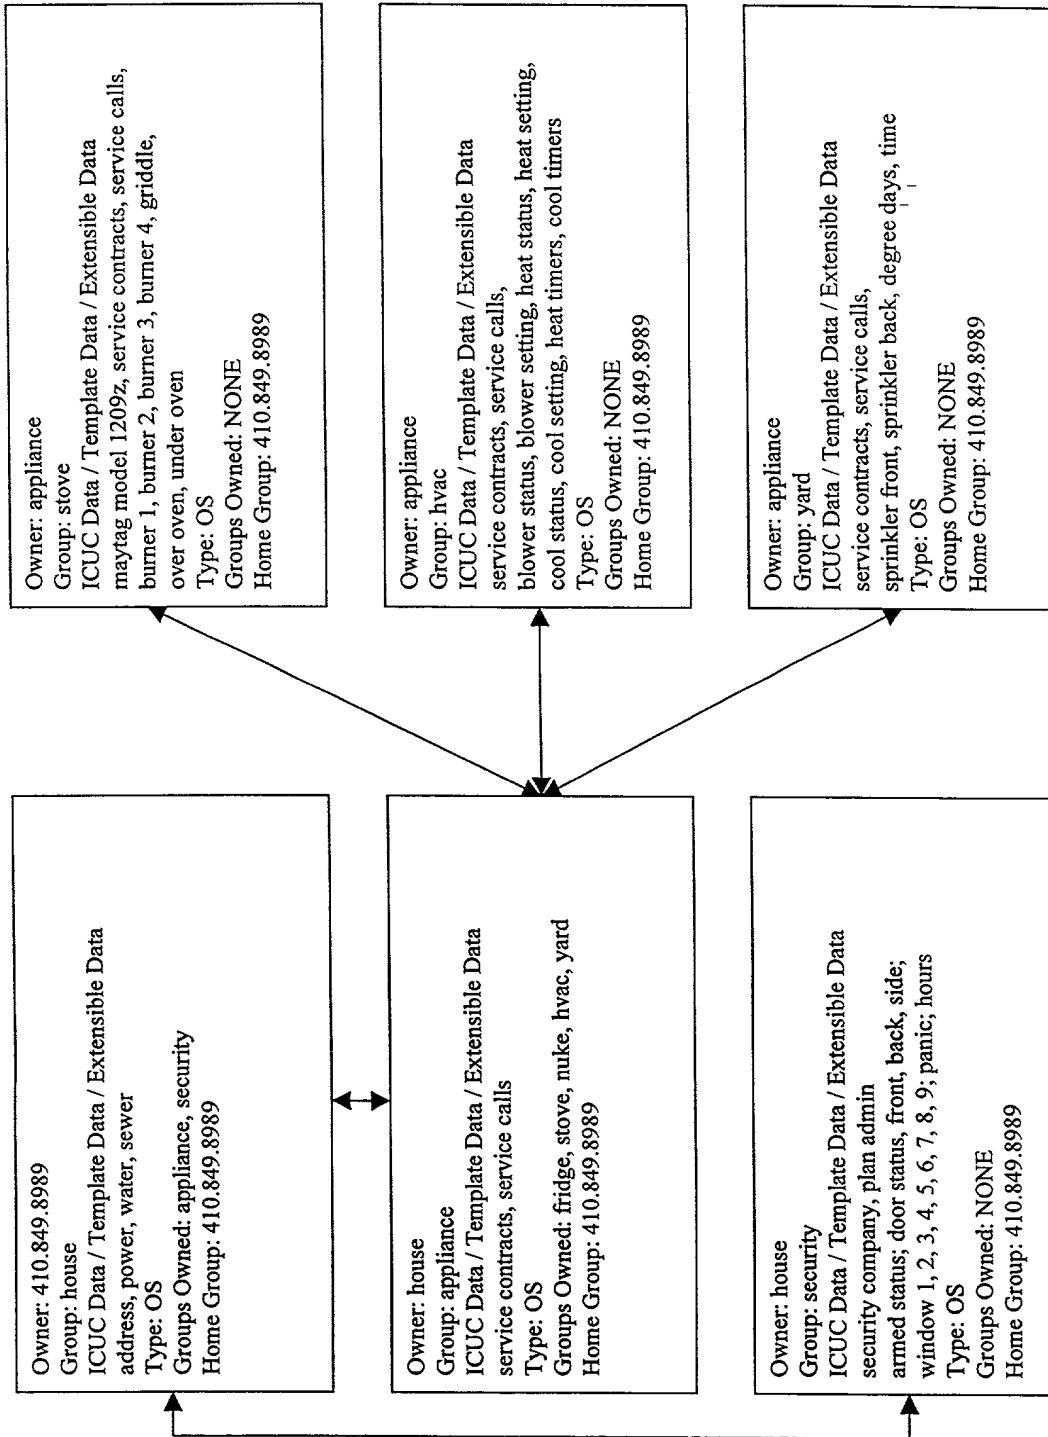 Owner: 410.849.8989
Group: house
ICUC Data / Template Data / Extensible Data
address, power, water, sewer
Type: OS
Groups Owned: appliance, security
Home Group: 410.849.8989
Owner: house
Group: appliance
ICUC Data / Template Data / Extensible Data
service contracts, service calls
Type: OS
Groups Owned: fridge, stove, nuke, hvac, yard
Home Group: 410.849.8989
Owner: house
Group: security
ICUC Data / Template Data / Extensible Data
security company, plan admin
armed status; door status, front, back, side;
window 1, 2, 3, 4, 5, 6, 7, 8, 9; panic; hours
Type: OS
Groups Owned: NONE
Home Group: 410.849.8989
Owner: appliance
Group: stove
ICUC Data / Template Data / Extensible Data
maytag model 1209z, service contracts, service calls,
burner 1, burner 2, burner 3, burner 4, griddle,
over oven, under oven
Type: OS
Groups Owned: NONE
Home Group: 410.849.8989
Owner: appliance
Group: hvac
ICUC Data / Template Data / Extensible Data
service contracts, service calls,
blower status, blower setting, heat status, heat setting,
cool status, cool setting, heat timers, cool timers
Type: OS
Groups Owned: NONE
Home Group: 410.849.8989
Owner: appliance
Group: yard
ICUC Data / Template Data / Extensible Data
service contracts, service calls,
sprinkler front, sprinkler back, degree days, time
Type: OS
Groups Owned: NONE
Home Group: 410.849.8989